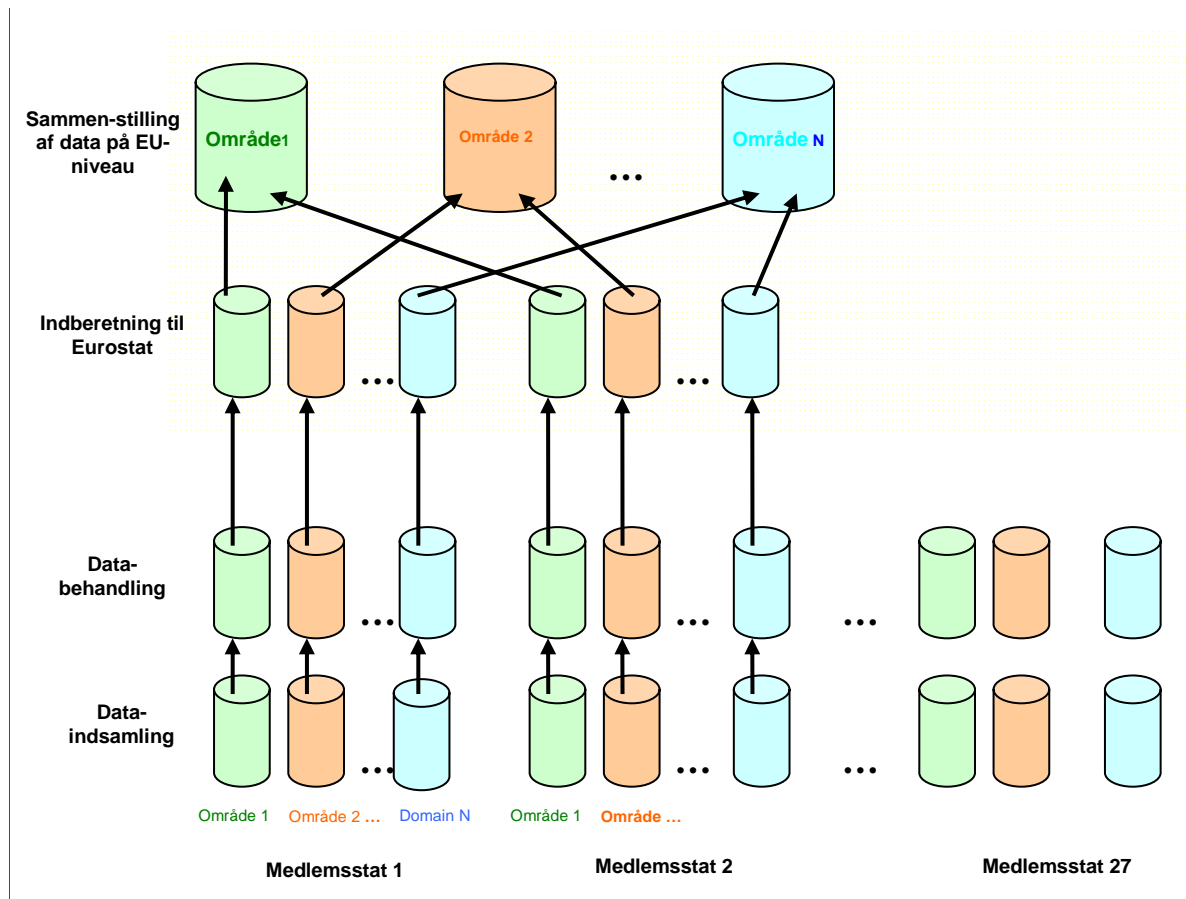 Sammen-stilling
af data på EU-
niveau
Område1
Område 2
...
Område N
Indberetning til
Eurostat
...
...
Data-
behandling
...
...
...
Data-
indsamling
...
...
...
Område 1
Område 2 ...
Domain N
Område 1
Område ...
Medlemsstat 1
Medlemsstat 2
Medlemsstat 27